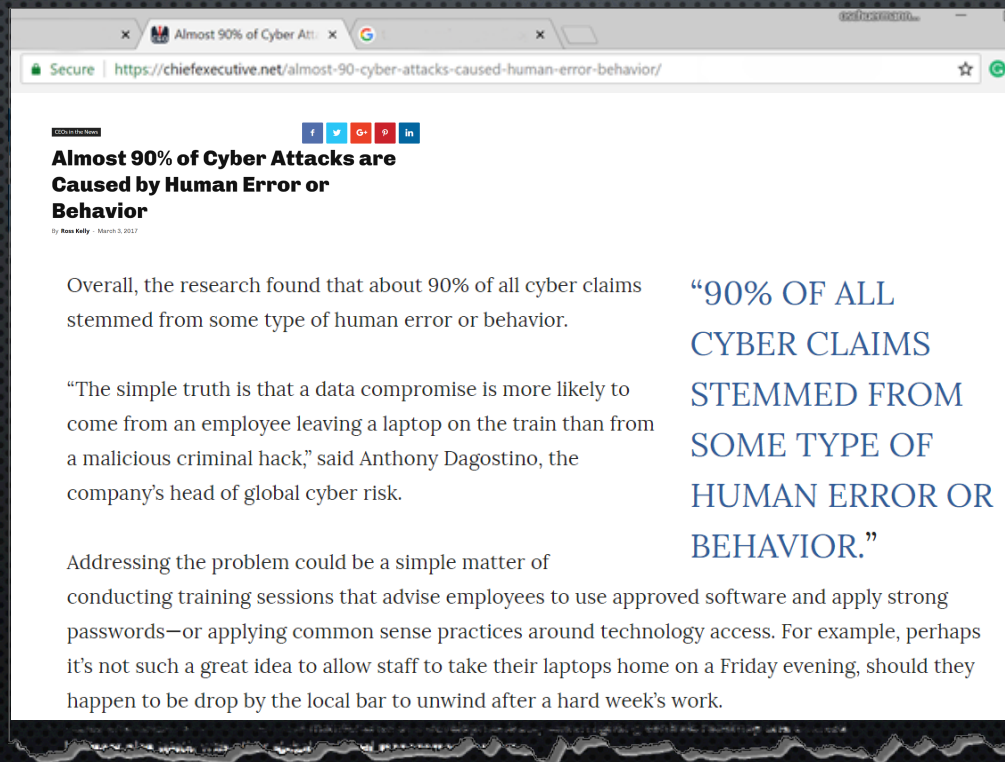 Almost 90% of Cyber Att
Secure
https://chiefexecutive.net/almost-90-cyber-attacks-caused-human-error-behavior/
CEOs in the News
f
G+
in
Almost 90% of Cyber Attacks are
Caused by Human Error or
Behavior
By Ross Kelly - March 3, 2017
Overall, the research found that about 90% of all cyber claims
stemmed from some type of human error or behavior.
“The simple truth is that a data compromise is more likely to
come from an employee leaving a laptop on the train than from
a malicious criminal hack,” said Anthony Dagostino, the
company’s head of global cyber risk.
“90% OF ALL
CYBER CLAIMS
STEMMED FROM
SOME TYPE OF
HUMAN ERROR OR
BEHAVIOR.”
Addressing the problem could be a simple matter of
conducting training sessions that advise employees to use approved software and apply strong
passwords—or applying common sense practices around technology access. For example, perhaps
it’s not such a great idea to allow staff to take their laptops home on a Friday evening, should they
happen to be drop by the local bar to unwind after a hard week’s work.